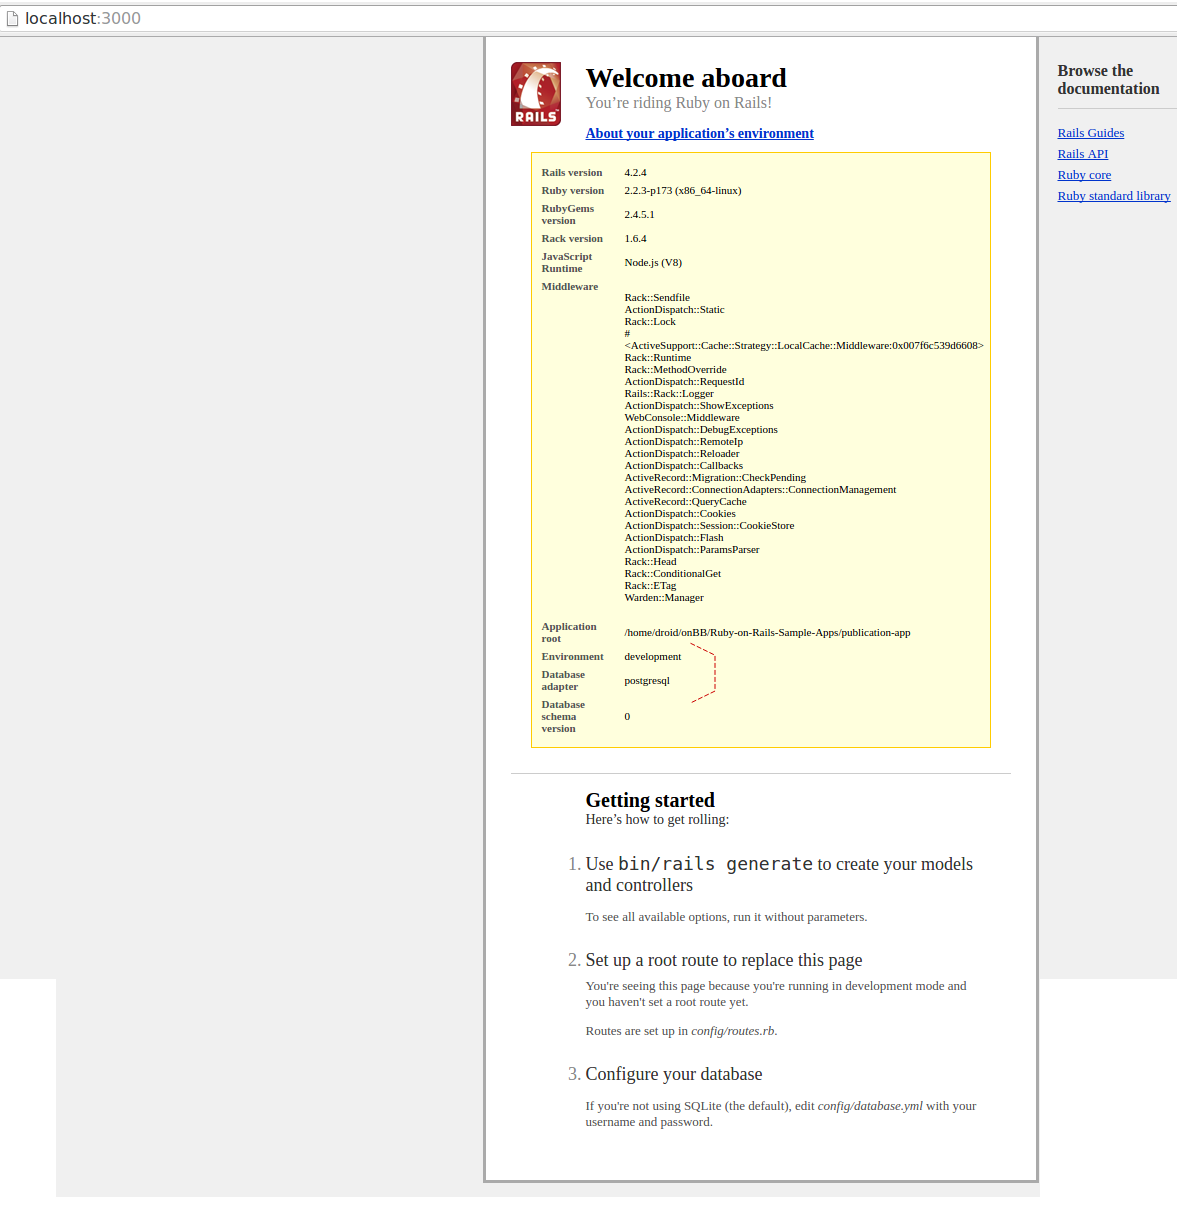 localhost:3000
RAILS
Welcome aboard
You’re riding Ruby on Rails!
About your application’s environment
Rails version 4.2.4
Ruby version 2.2.3-p173 (x86_64-linux)
RubyGems
version 2.4.5.1
Rack version 1.6.4
JavaScript
Runtime Node.js (V8)
Middleware
Rack::Sendfile
ActionDispatch::Static
Rack::Lock
#
<ActiveSupport::Cache::Strategy::LocalCache::Middleware:0x007f6c539d6608>
Rack::Runtime
Rack::MethodOverride
ActionDispatch::RequestId
Rails::Rack::Logger
ActionDispatch::ShowExceptions
WebConsole::Middleware
ActionDispatch::DebugExceptions
ActionDispatch::RemoteIp
ActionDispatch::Reloader
ActionDispatch::Callbacks
ActiveRecord::Migration::CheckPending
ActiveRecord::ConnectionAdapters::ConnectionManagement
ActiveRecord::QueryCache
ActionDispatch::Cookies
ActionDispatch::Session::CookieStore
ActionDispatch::Flash
ActionDispatch::ParamsParser
Rack::Head
Rack::ConditionalGet
Rack::ETag
Warden::Manager
Application
root /home/droid/onBB/Ruby-on-Rails-Sample-Apps/publication-app
Environment development
Database
adapter postgresql
Database
schema 0
version
Getting started
Here’s how to get rolling:
1. Use bin/rails generate to create your models
and controllers
To see all available options, run it without parameters.
2. Set up a root route to replace this page
You're seeing this page because you're running in development mode and
you haven't set a root route yet.
Routes are set up in config/routes.rb.
3. Configure your database
If you're not using SQLite (the default), edit config/database.yml with your
username and password.
Browse the
documentation
Rails Guides
Rails API
Ruby core
Ruby standard library